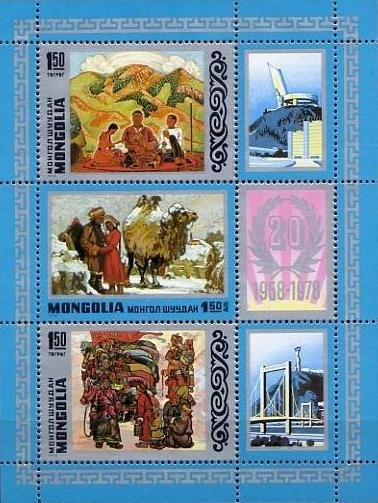 1.50
ТӨГРӨГ
МОНГОЛ ШУУДАН
MONGOLIA
20
1958-1978
MONGOLIA МОНГОЛ ШУУДАН 1.50
1.50
ТӨГРӨГ
МОНГОЛ ШУУДАН
MONGOLIA